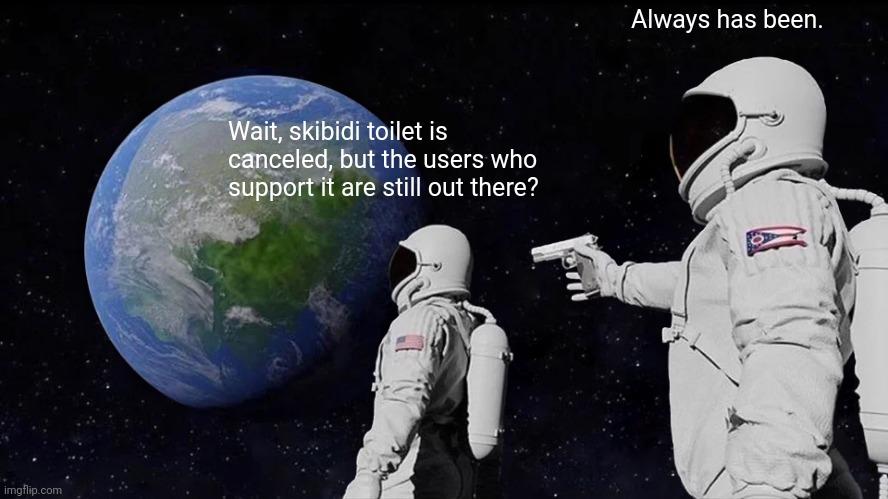 Always has been.
Wait, skibidi toilet is
canceled, but the users who
support it are still out there?
imgflip.com